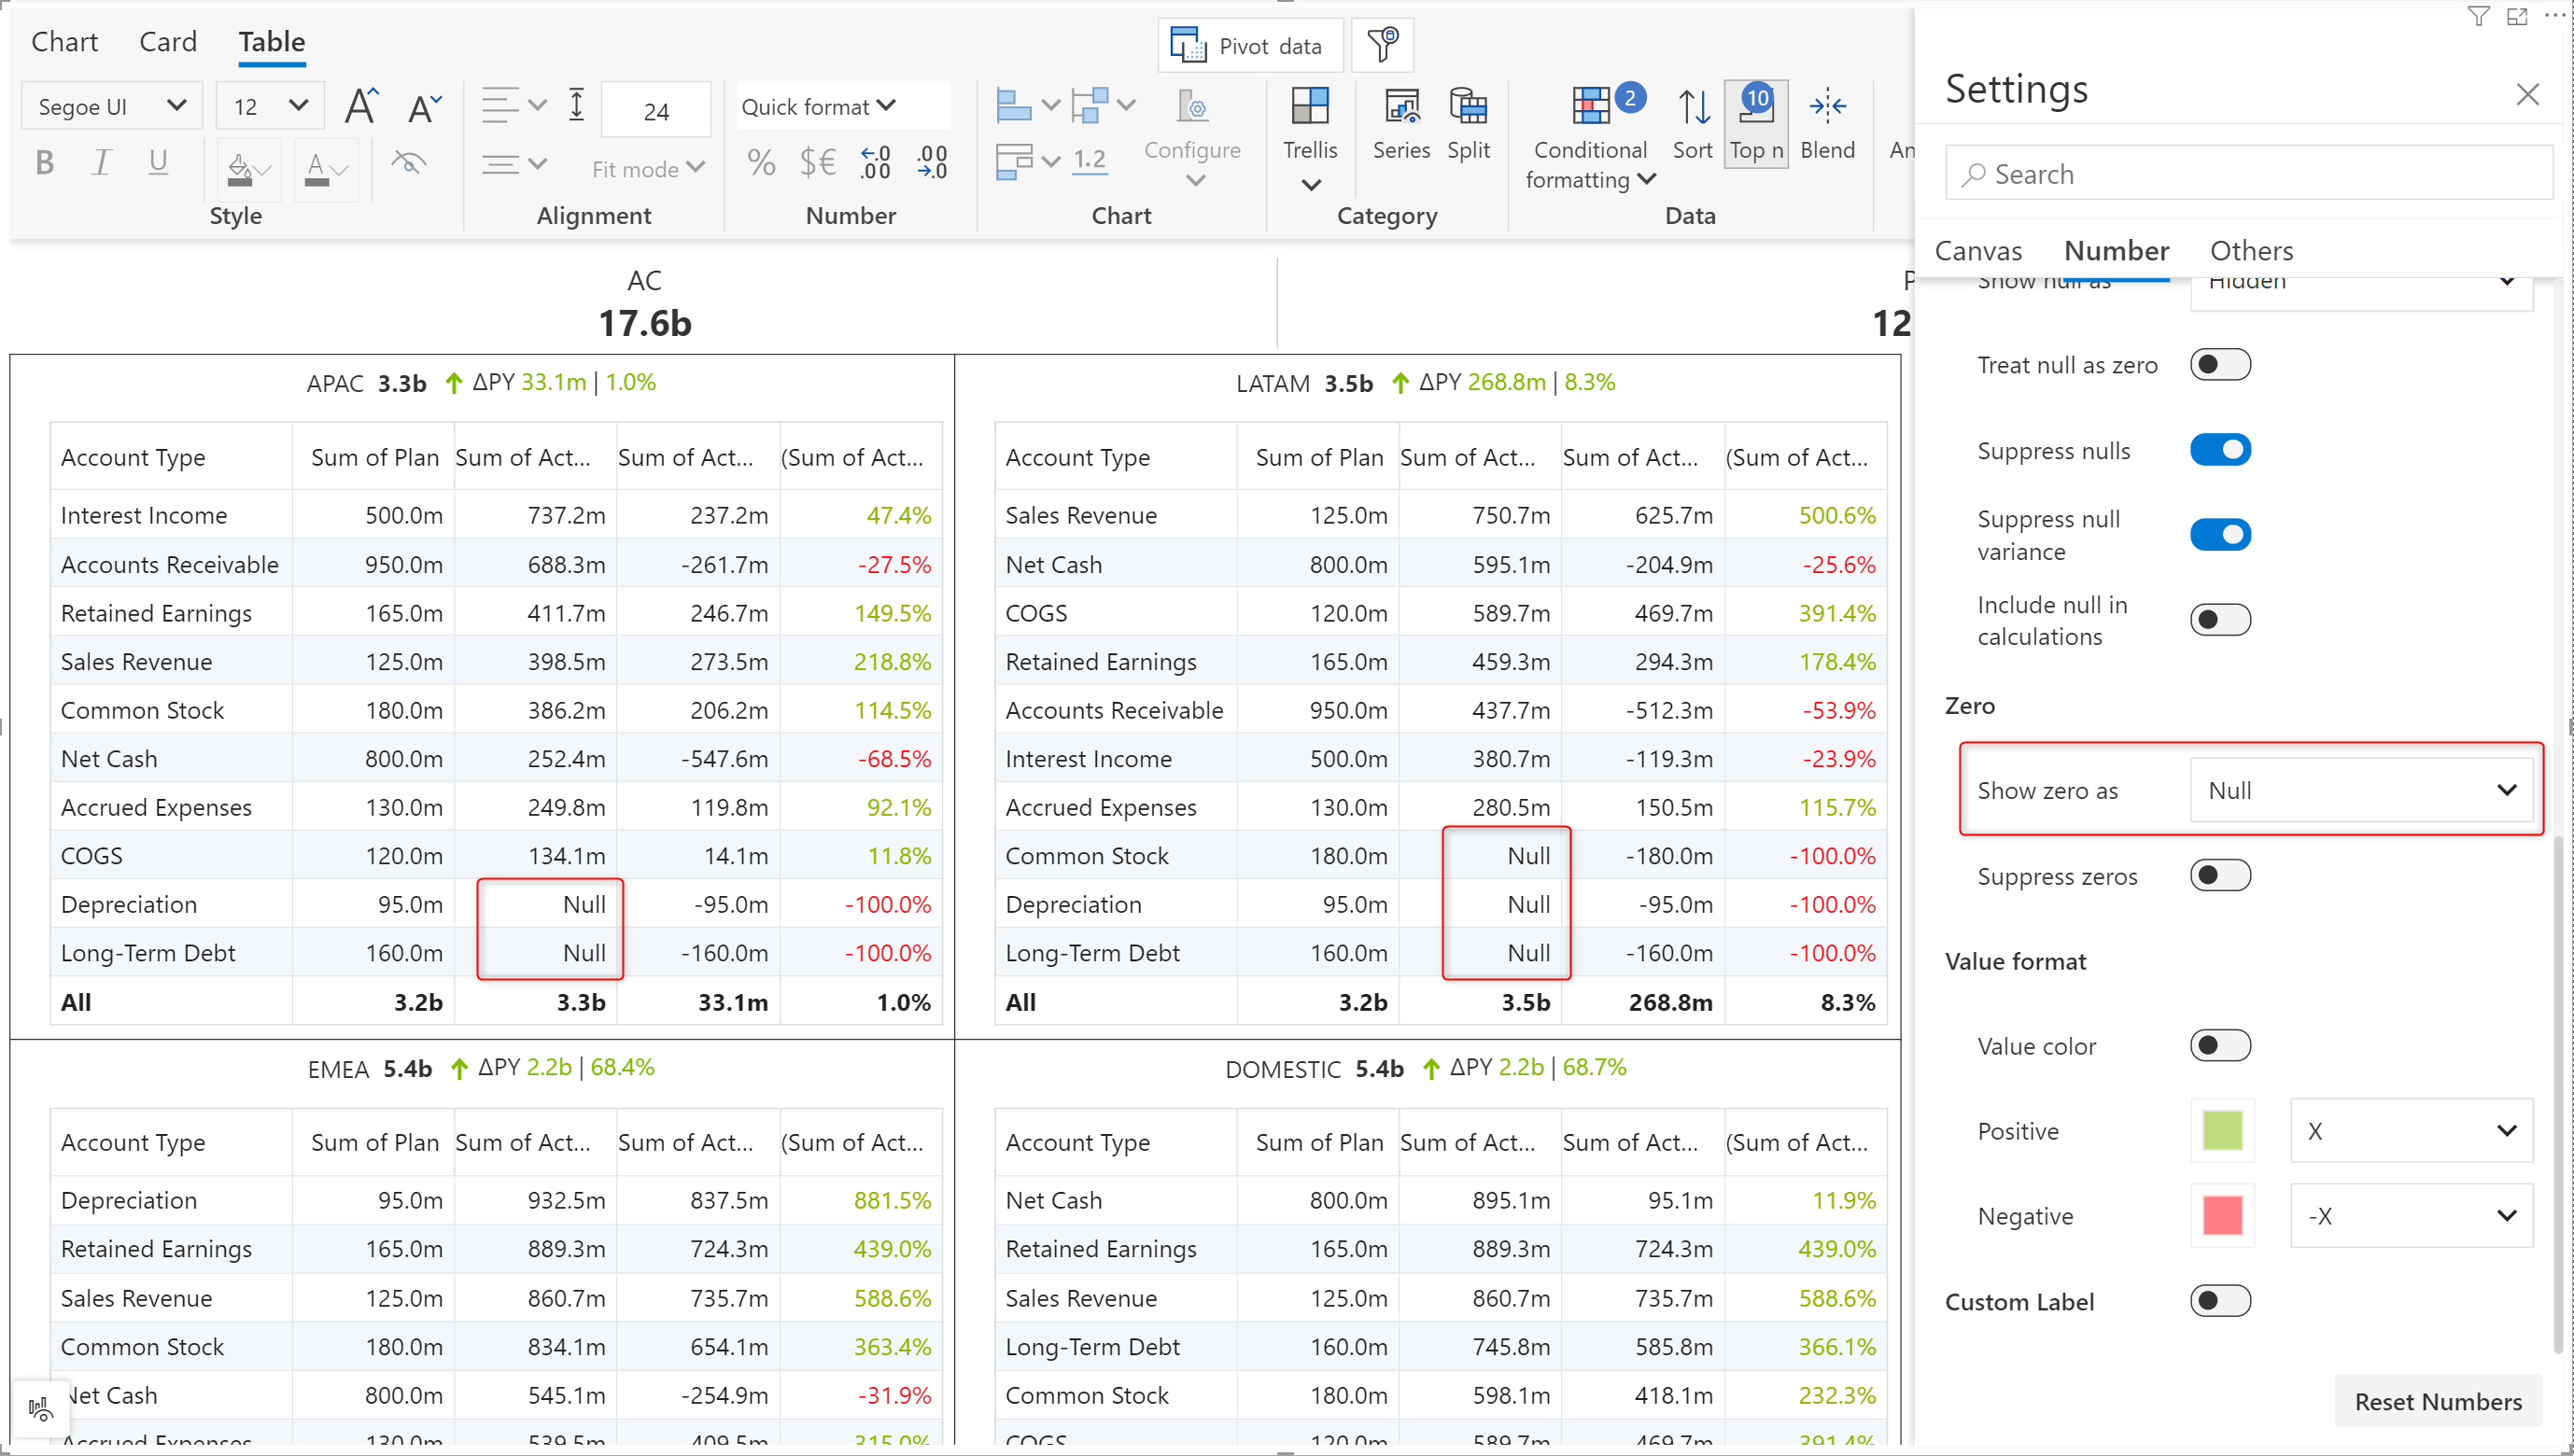 Chart Card Table
Pivot data
Segoe UI 12 A A 24 Quick format Configure Trellis Series Split Conditional formatting 2 Sort 10 Top n Blend An
B I U A Fit mode % $€ .0 .00 .00 .0 1.2
Style Alignment Number Chart Category Data
Settings
Search
Canvas Number Others
AC
17.6b
P
12
APAC 3.3b ΔPY 33.1m | 1.0%
Account Type Sum of Plan Sum of Act... Sum of Act... (Sum of Act...
Interest Income 500.0m 737.2m 237.2m 47.4%
Accounts Receivable 950.0m 688.3m -261.7m -27.5%
Retained Earnings 165.0m 411.7m 246.7m 149.5%
Sales Revenue 125.0m 398.5m 273.5m 218.8%
Common Stock 180.0m 386.2m 206.2m 114.5%
Net Cash 800.0m 252.4m -547.6m -68.5%
Accrued Expenses 130.0m 249.8m 119.8m 92.1%
COGS 120.0m 134.1m 14.1m 11.8%
Depreciation 95.0m Null -95.0m -100.0%
Long-Term Debt 160.0m Null -160.0m -100.0%
All 3.2b 3.3b 33.1m 1.0%
LATAM 3.5b ΔPY 268.8m | 8.3%
Account Type Sum of Plan Sum of Act... Sum of Act... (Sum of Act...
Sales Revenue 125.0m 750.7m 625.7m 500.6%
Net Cash 800.0m 595.1m -204.9m -25.6%
COGS 120.0m 589.7m 469.7m 391.4%
Retained Earnings 165.0m 459.3m 294.3m 178.4%
Accounts Receivable 950.0m 437.7m -512.3m -53.9%
Interest Income 500.0m 380.7m -119.3m -23.9%
Accrued Expenses 130.0m 280.5m 150.5m 115.7%
Common Stock 180.0m Null -180.0m -100.0%
Depreciation 95.0m Null -95.0m -100.0%
Long-Term Debt 160.0m Null -160.0m -100.0%
All 3.2b 3.5b 268.8m 8.3%
EMEA 5.4b ΔPY 2.2b | 68.4%
Account Type Sum of Plan Sum of Act... Sum of Act... (Sum of Act...
Depreciation 95.0m 932.5m 837.5m 881.5%
Retained Earnings 165.0m 889.3m 724.3m 439.0%
Sales Revenue 125.0m 860.7m 735.7m 588.6%
Common Stock 180.0m 834.1m 654.1m 363.4%
Net Cash 800.0m 545.1m -254.9m -31.9%
Accrued Expenses 130.0m 539.5m 409.5m 315.0%
DOMESTIC 5.4b ΔPY 2.2b | 68.7%
Account Type Sum of Plan Sum of Act... Sum of Act... (Sum of Act...
Net Cash 800.0m 895.1m 95.1m 11.9%
Retained Earnings 165.0m 889.3m 724.3m 439.0%
Sales Revenue 125.0m 860.7m 735.7m 588.6%
Long-Term Debt 160.0m 745.8m 585.8m 366.1%
Common Stock 180.0m 598.1m 418.1m 232.3%
COGS 120.0m 589.7m 469.7m 391.4%
Show null as Hidden
Treat null as zero
Suppress nulls
Suppress null
variance
Include null in
calculations
Zero
Show zero as Null
Suppress zeros
Value format
Value color
Positive X
Negative -X
Custom Label
Reset Numbers